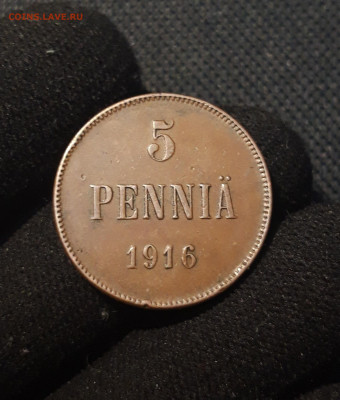 COINS.LAVE.RU
5
PENNIÄ
1916